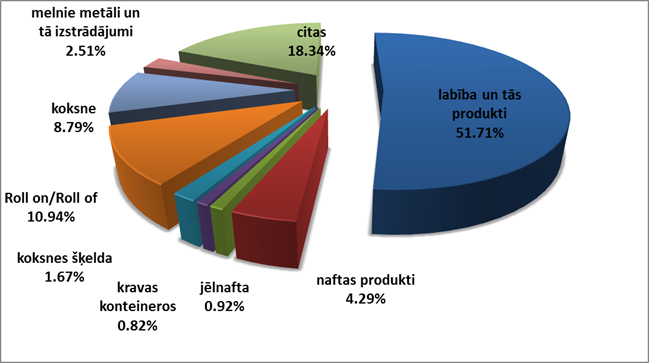 melnie metāli un
tā izstrādājumi
2.51%
citas
18.34%
labība un tās
produkti
51.71%
koksne
8.79%
Roll on/Roll of
10.94%
koksnes šķelda
1.67%
kravas
konteineros
0.82%
jēlnafta
0.92%
naftas produkti
4.29%